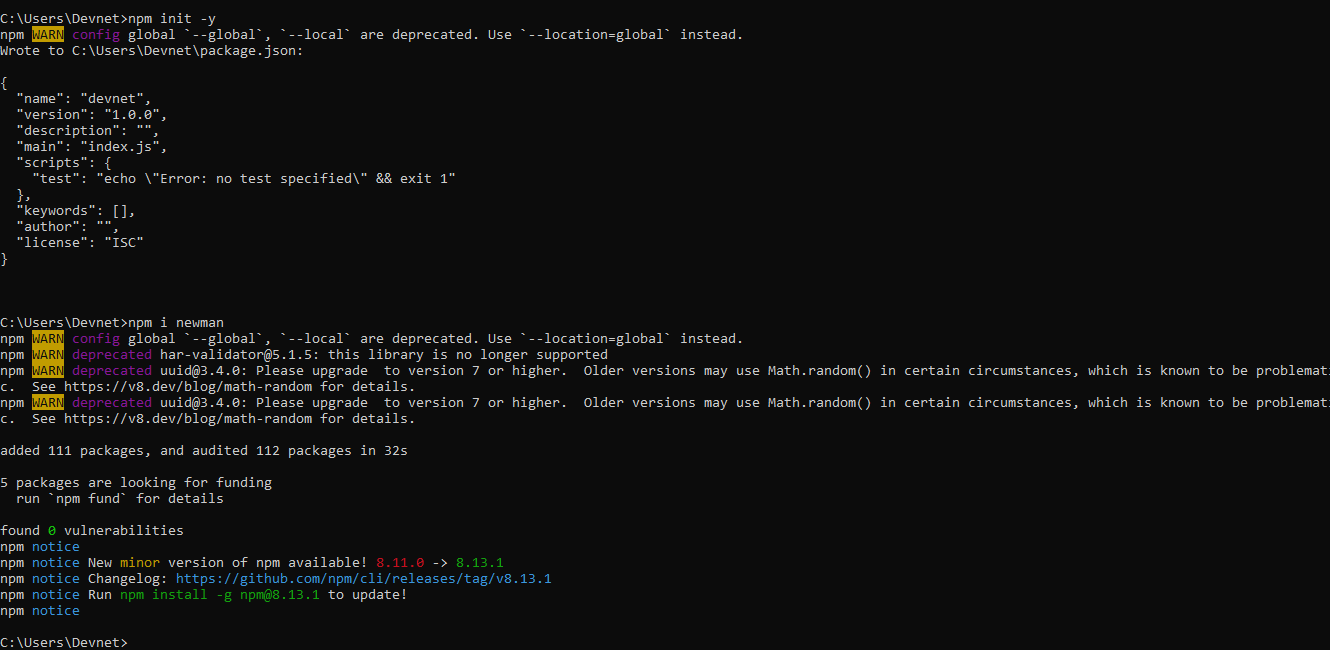 C:\Users\Devnet>npm init -y
npm WARN config global `--global`, `--local` are deprecated. Use `--location=global` instead.
Wrote to C:\Users\Devnet\package.json:
{
  "name": "devnet",
  "version": "1.0.0",
  "description": "",
  "main": "index.js",
  "scripts": {
    "test": "echo \"Error: no test specified\" && exit 1"
  },
  "keywords": [],
  "author": "",
  "license": "ISC"
}
C:\Users\Devnet>npm i newman
npm WARN config global `--global`, `--local` are deprecated. Use `--location=global` instead.
npm WARN deprecated har-validator@5.1.5: this library is no longer supported
npm WARN deprecated uuid@3.4.0: Please upgrade  to version 7 or higher.  Older versions may use Math.random() in certain circumstances, which is known to be problemati
c.  See https://v8.dev/blog/math-random for details.
npm WARN deprecated uuid@3.4.0: Please upgrade  to version 7 or higher.  Older versions may use Math.random() in certain circumstances, which is known to be problemati
c.  See https://v8.dev/blog/math-random for details.
added 111 packages, and audited 112 packages in 32s
5 packages are looking for funding
  run `npm fund` for details
found 0 vulnerabilities
npm notice
npm notice New minor version of npm available! 8.11.0 -> 8.13.1
npm notice Changelog: https://github.com/npm/cli/releases/tag/v8.13.1
npm notice Run npm install -g npm@8.13.1 to update!
npm notice
C:\Users\Devnet>